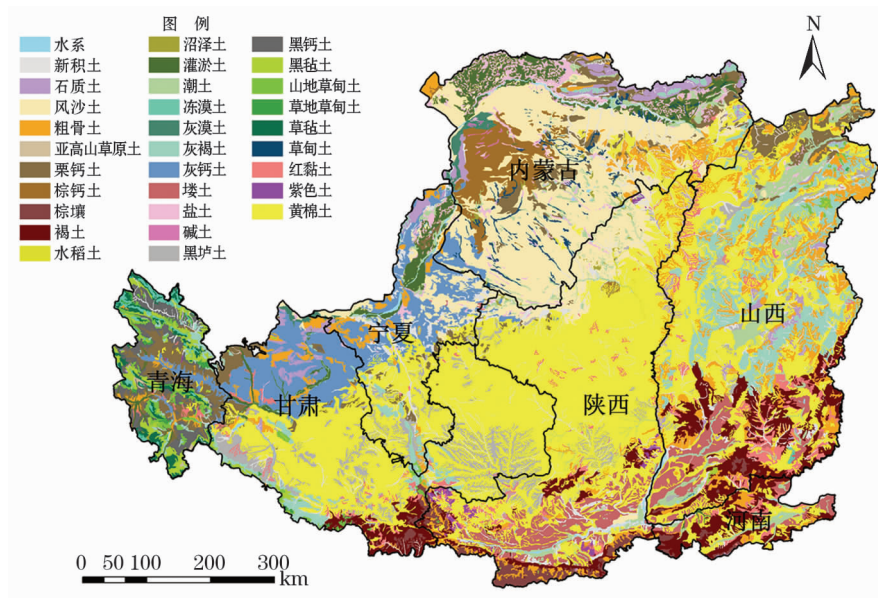 图 例
水系
新积土
石质土
风沙土
粗骨土
亚高山草原土
栗钙土
棕钙土
棕壤
褐土
水稻土
沼泽土
灌淤土
潮土
冻漠土
灰漠土
灰褐土
灰钙土
塿土
盐土
碱土
黑垆土
黑钙土
黑毡土
山地草甸土
草地草甸土
草毡土
草甸土
红黏土
紫色土
黄棉土
N
内蒙古
山西
宁夏
青海
甘肃
陕西
河南
0 50 100 200 300
km